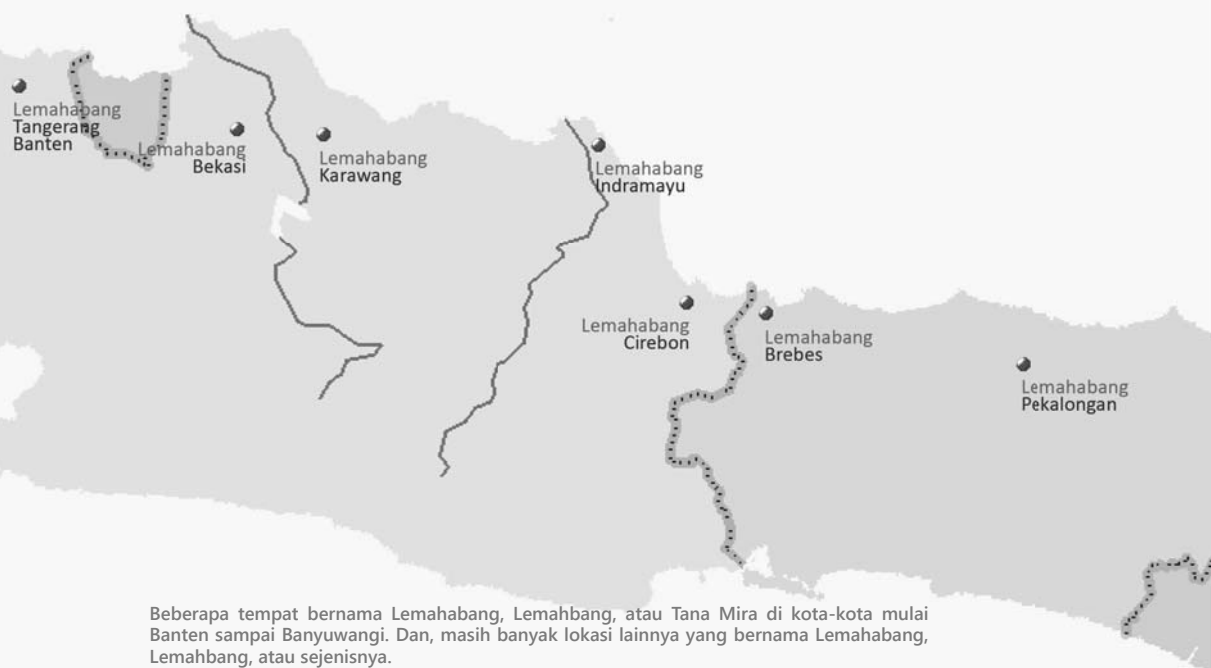 Lemahabang
Tangerang
Banten
Lemahabang
Bekasi
Lemahabang
Karawang
Lemahabang
Indramayu
Lemahabang
Cirebon
Lemahabang
Brebes
Lemahabang
Pekalongan
Beberapa tempat bernama Lemahabang, Lemahbang, atau Tana Mira di kota-kota mulai
Banten sampai Banyuwangi. Dan, masih banyak lokasi lainnya yang bernama Lemahabang,
Lemahbang, atau sejenisnya.